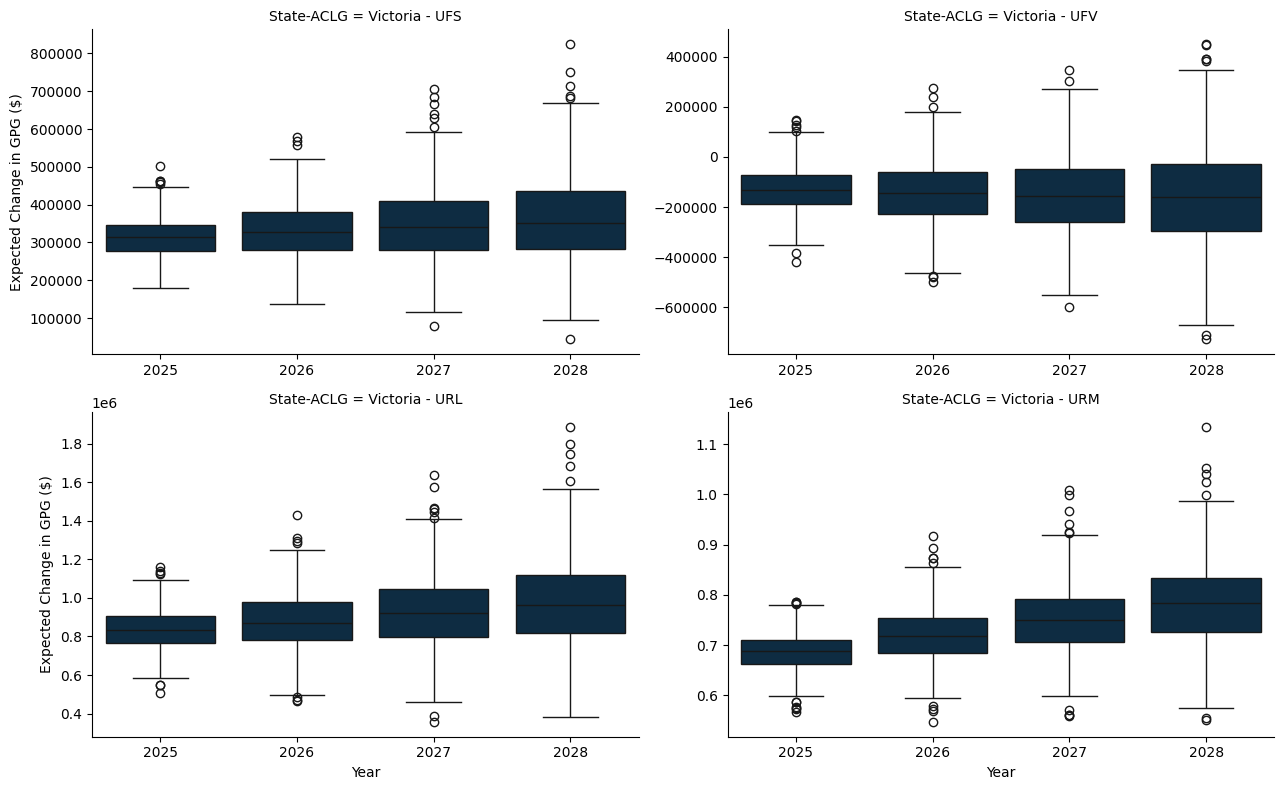 State-ACLG = Victoria - UFS
Expected Change in GPG ($)
800000
700000
600000
500000
400000
300000
200000
100000
2025 2026 2027 2028
State-ACLG = Victoria - UFV
400000
200000
0
−200000
−400000
−600000
2025 2026 2027 2028
State-ACLG = Victoria - URL
1e6
Expected Change in GPG ($)
1.8
1.6
1.4
1.2
1.0
0.8
0.6
0.4
2025 2026 2027 2028
Year
State-ACLG = Victoria - URM
1e6
1.1
1.0
0.9
0.8
0.7
0.6
2025 2026 2027 2028
Year